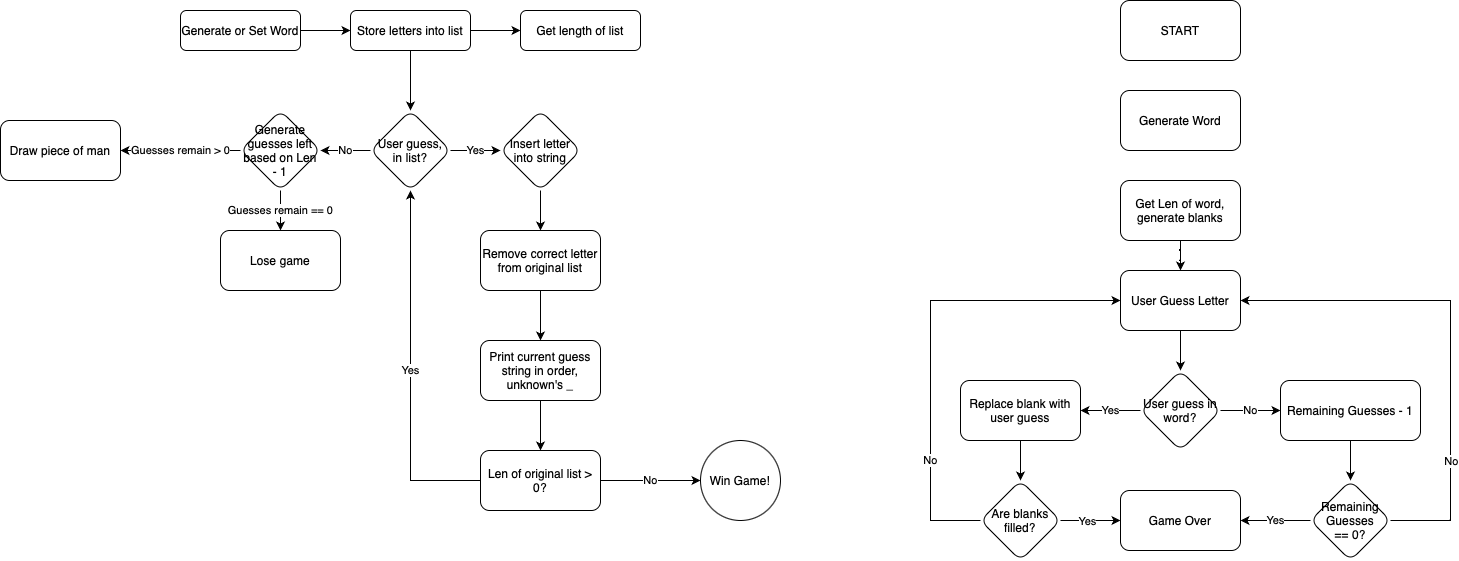 Generate or Set Word
Store letters into list
Get length of list
Draw piece of man
Guesses remain > 0
Generate
guesses left
based on Len
- 1
No
User guess,
in list?
Yes
Insert letter
into string
Guesses remain == 0
Lose game
Remove correct letter
from original list
Print current guess
string in order,
unknown's _
Yes
Len of original list >
0?
No
Win Game!
START
Generate Word
Get Len of word,
generate blanks
User Guess Letter
Replace blank with
user guess
Yes
User guess in
word?
No
Remaining Guesses - 1
No
No
Are blanks
filled?
Yes
Game Over
Yes
Remaining
Guesses
== 0?